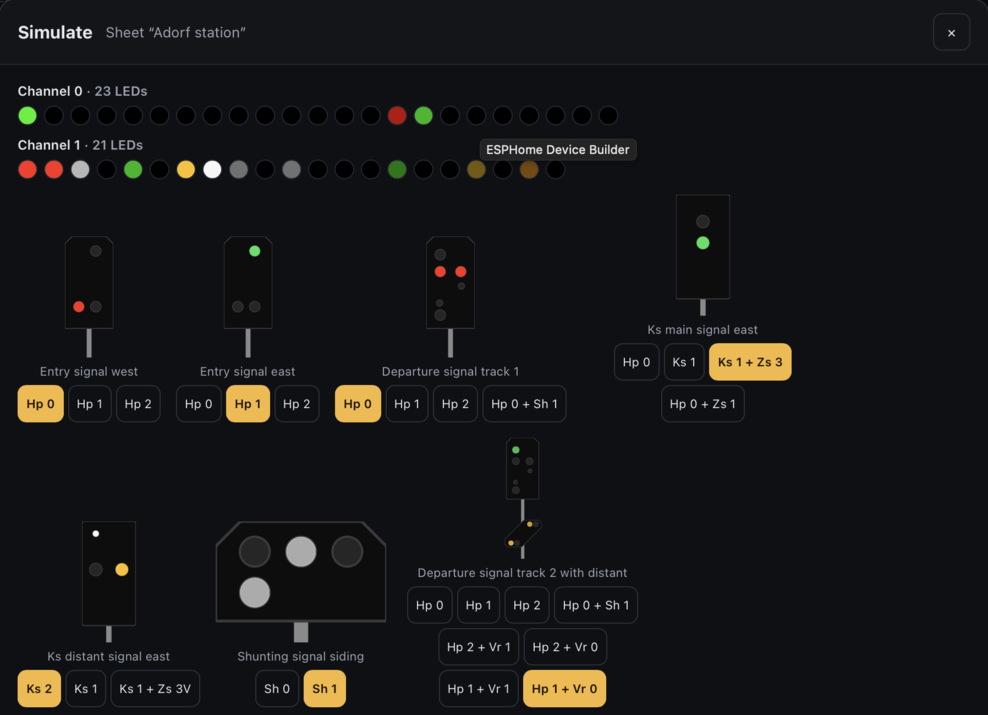 Simulate Sheet “Adorf station” ×
Channel 0 · 23 LEDs
Channel 1 · 21 LEDs
ESPHome Device Builder
Entry signal west
Hp 0 Hp 1 Hp 2
Entry signal east
Hp 0 Hp 1 Hp 2
Departure signal track 1
Hp 0 Hp 1 Hp 2 Hp 0 + Sh 1
Ks main signal east
Hp 0 Ks 1 Ks 1 + Zs 3
Hp 0 + Zs 1
Ks distant signal east
Ks 2 Ks 1 Ks 1 + Zs 3V
Shunting signal siding
Sh 0 Sh 1
Departure signal track 2 with distant
Hp 0 Hp 1 Hp 2 Hp 0 + Sh 1
Hp 2 + Vr 1 Hp 2 + Vr 0
Hp 1 + Vr 1 Hp 1 + Vr 0